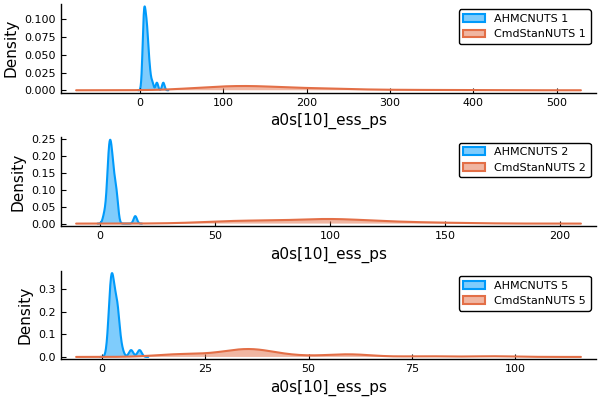 Density
0.100
0.075
0.050
0.025
0.000
AHMCNUTS 1
CmdStanNUTS 1
0 100 200 300 400 500
a0s[10]_ess_ps
Density
0.25
0.20
0.15
0.10
0.05
0.00
AHMCNUTS 2
CmdStanNUTS 2
0 50 100 150 200
a0s[10]_ess_ps
Density
0.3
0.2
0.1
0.0
AHMCNUTS 5
CmdStanNUTS 5
0 25 50 75 100
a0s[10]_ess_ps